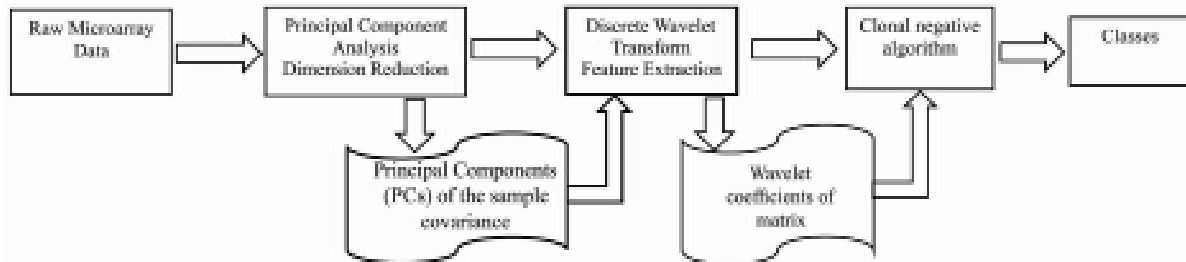 Raw Microarray
Data
Principal Component
Analysis
Dimension Reduction
Discrete Wavelet
Transform
Feature Extraction
Clonal negative
algorithm
Classes
Principal Components
(PCs) of the sample
covariance
Wavelet
coefficients of
matrix